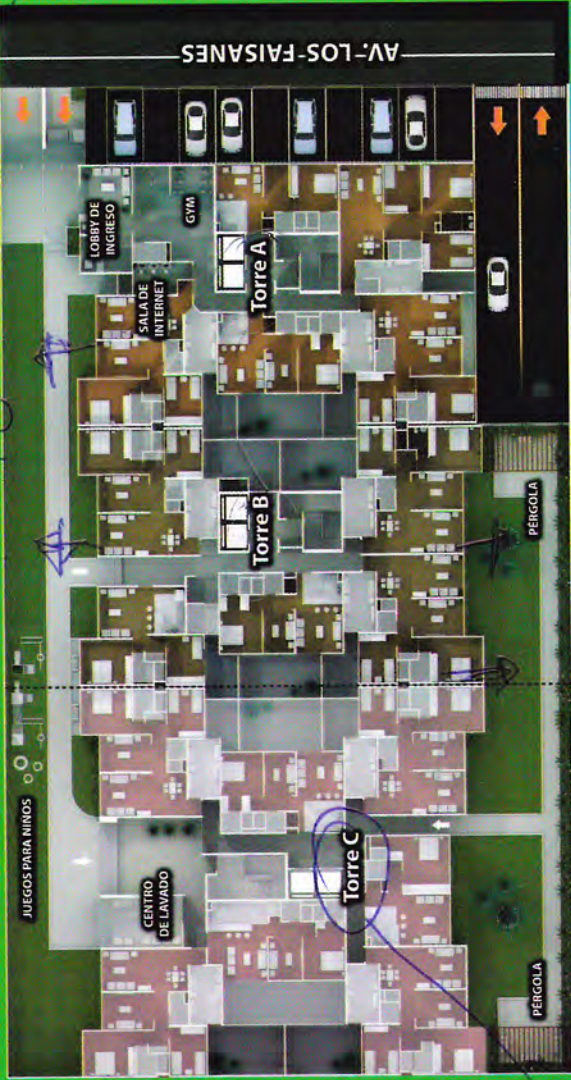 AV. LOS FAISANES
LOBBY DE
INGRESO
GYM
SALA DE
INTERNET
Torre A
Torre B
PÉRGOLA
JUEGOS PARA NIÑOS
CENTRO
DE LAVADO
Torre C
PÉRGOLA